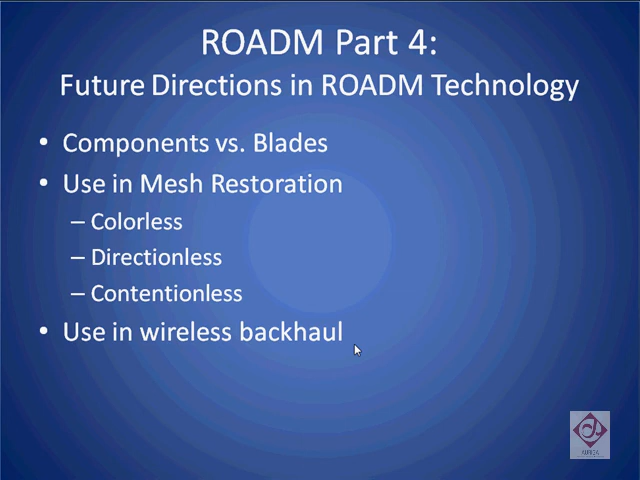 ROADM Part 4:
Future Directions in ROADM Technology
• Components vs. Blades
• Use in Mesh Restoration
– Colorless
– Directionless
– Contentionless
• Use in wireless backhaul